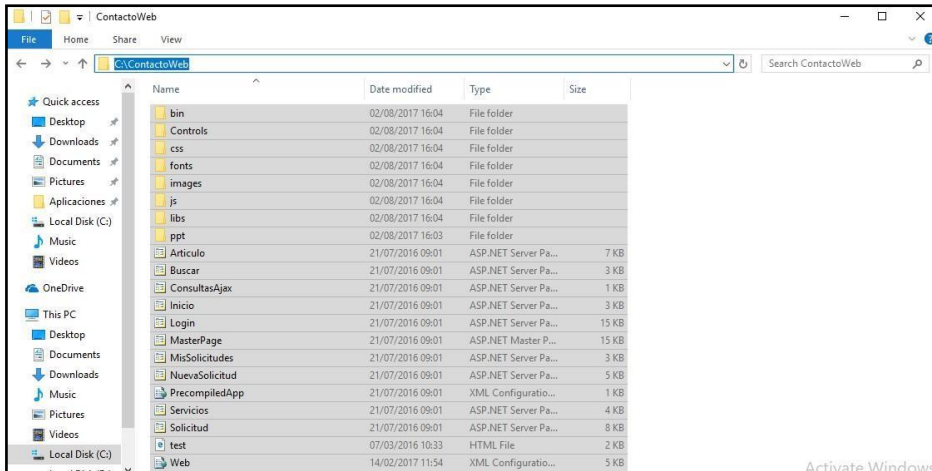 ContactoWeb
File Home Share View
C:\ContactoWeb Search ContactoWeb
Name Date modified Type Size
Quick access
Desktop
Downloads
Documents
Pictures
Aplicaciones
Local Disk (C:)
Music
Videos
OneDrive
This PC
Desktop
Documents
Downloads
Music
Pictures
Videos
Local Disk (C:)
bin 02/08/2017 16:04 File folder
Controls 02/08/2017 16:04 File folder
css 02/08/2017 16:04 File folder
fonts 02/08/2017 16:04 File folder
images 02/08/2017 16:04 File folder
js 02/08/2017 16:04 File folder
libs 02/08/2017 16:04 File folder
ppt 02/08/2017 16:03 File folder
Articulo 21/07/2016 09:01 ASP.NET Server Pa... 7 KB
Buscar 21/07/2016 09:01 ASP.NET Server Pa... 3 KB
ConsultasAjax 21/07/2016 09:01 ASP.NET Server Pa... 1 KB
Inicio 21/07/2016 09:01 ASP.NET Server Pa... 3 KB
Login 21/07/2016 09:01 ASP.NET Server Pa... 15 KB
MasterPage 21/07/2016 09:01 ASP.NET Master P... 15 KB
MisSolicitudes 21/07/2016 09:01 ASP.NET Server Pa... 3 KB
NuevaSolicitud 21/07/2016 09:01 ASP.NET Server Pa... 5 KB
PrecompiledApp 21/07/2016 09:01 XML Configuratio... 1 KB
Servicios 21/07/2016 09:01 ASP.NET Server Pa... 4 KB
Solicitud 21/07/2016 09:01 ASP.NET Server Pa... 8 KB
test 07/03/2016 10:33 HTML File 2 KB
Web 14/02/2017 11:54 XML Configuratio... 5 KB
Activate Windows